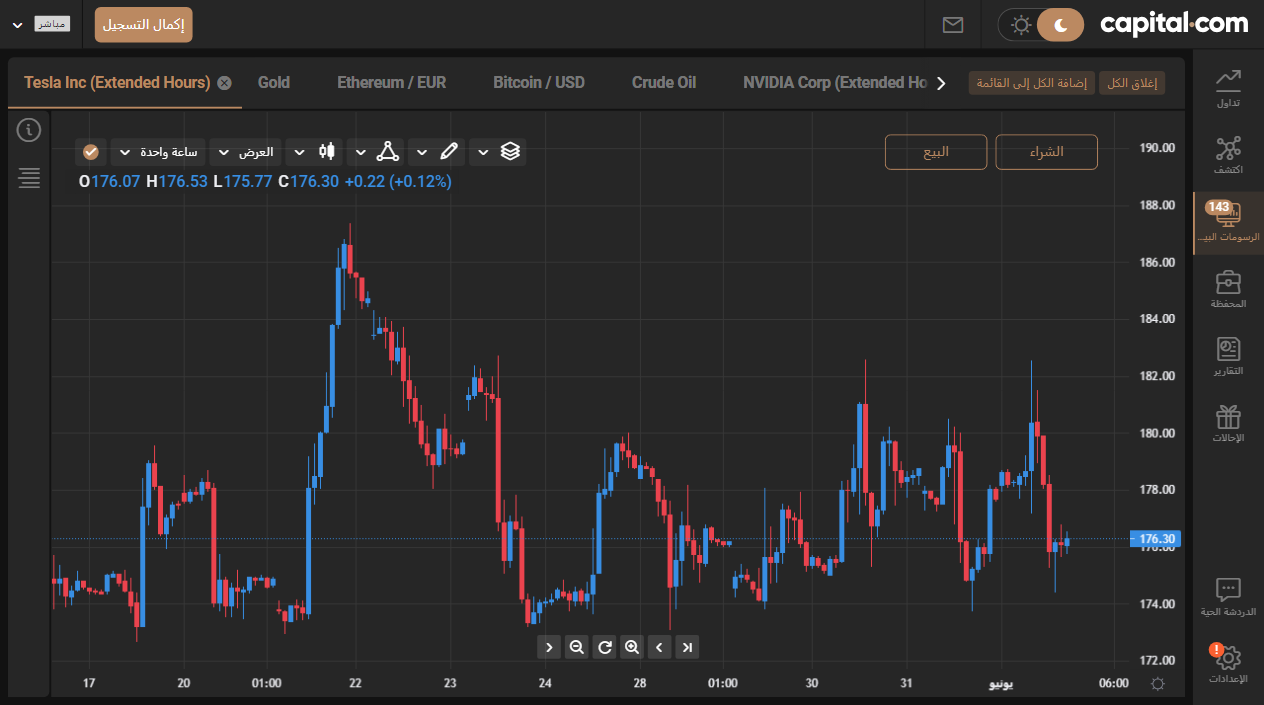 مباشر
إكمال التسجيل
capital.com
Tesla Inc (Extended Hours)
Gold
Ethereum / EUR
Bitcoin / USD
Crude Oil
NVIDIA Corp (Extended Ho
إضافة الكل إلى القائمة
إغلاق الكل
ساعة واحدة
العرض
البيع
الشراء
O176.07 H176.53 L175.77 C176.30 +0.22 (+0.12%)
190.00
188.00
186.00
184.00
182.00
180.00
178.00
176.30
176.00
174.00
172.00
17
20
01:00
22
23
24
28
01:00
30
31
يونيو
06:00
تداول
اكتشف
143
الرسومات البيـ...
المحفظة
التقارير
الإحالات
الدردشة الحية
!
الإعدادات